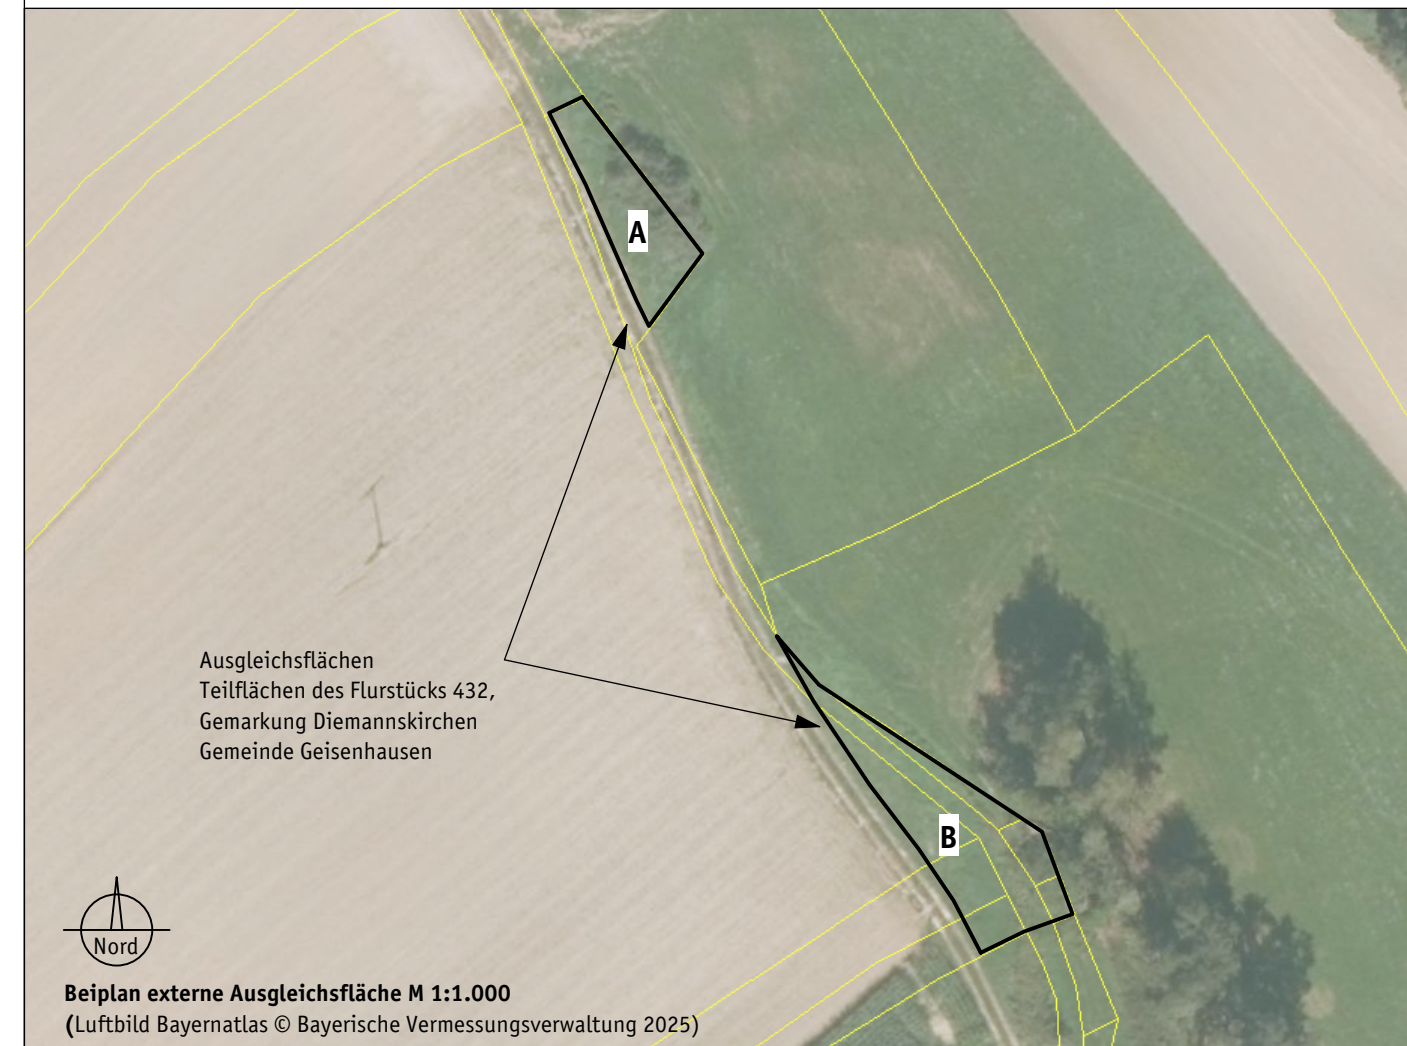 A
Ausgleichsflächen
Teilflächen des Flurstücks 432,
Gemarkung Diemannskirchen
Gemeinde Geisenhausen
B
Nord
Beiplan externe Ausgleichsfläche M 1:1.000
(Luftbild Bayernatlas © Bayerische Vermessungsverwaltung 2025)